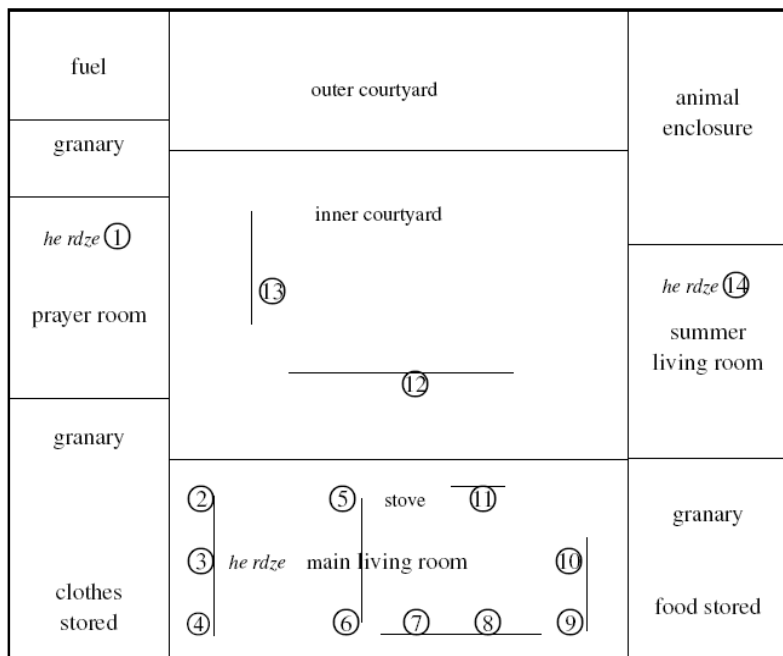 fuel
outer courtyard
animal
enclosure
granary
inner courtyard
he rdze 1
13
he rdze 14
prayer room
summer
living room
12
granary
2
5
stove
11
granary
3
he rdze
main living room
10
clothes
stored
food stored
4
6
7
8
9